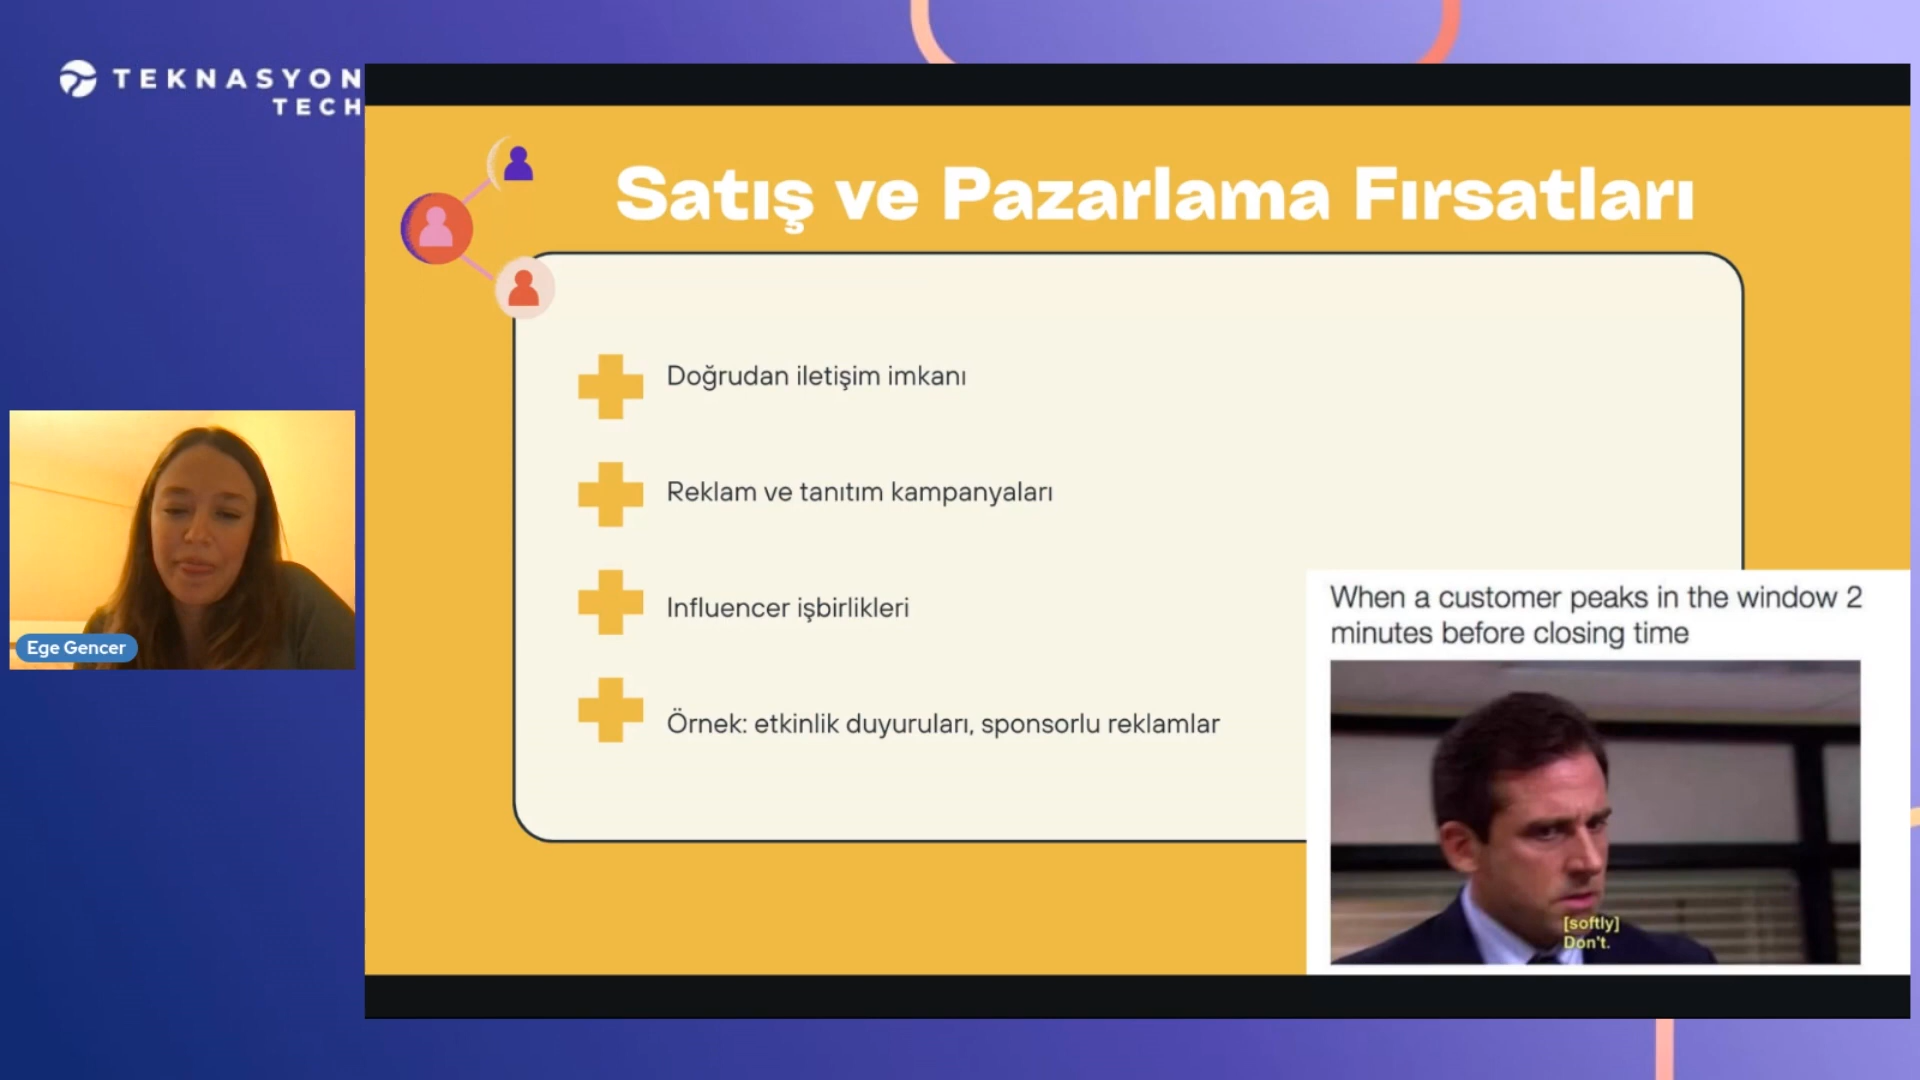 TEKNASYON
TECH
Satış ve Pazarlama Fırsatları
Doğrudan iletişim imkanı
Reklam ve tanıtım kampanyaları
Influencer işbirlikleri
Örnek: etkinlik duyuruları, sponsorlu reklamlar
When a customer peaks in the window 2
minutes before closing time
[softly]
Don't.
Ege Gencer